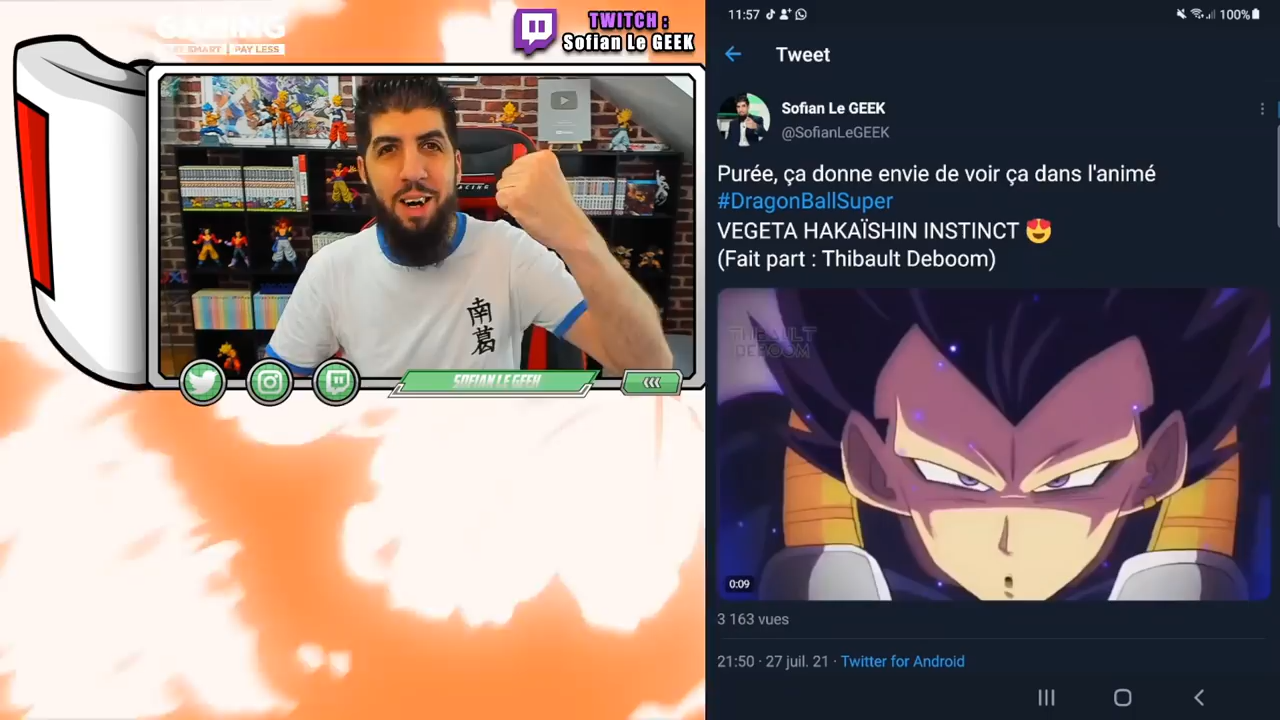 GAMING
PLAY SMART | PAY LESS
TWITCH :
Sofian Le GEEK
RACING
南
葛
SOFIAN LE GEEK
11:57
100%
Tweet
Sofian Le GEEK
@SofianLeGEEK
Purée, ça donne envie de voir ça dans l'animé
#DragonBallSuper
VEGETA HAKAÏSHIN INSTINCT 😍
(Fait part : Thibault Deboom)
THIBAULT
DEBOOM
0:09
3 163 vues
21:50 · 27 juil. 21 · Twitter for Android